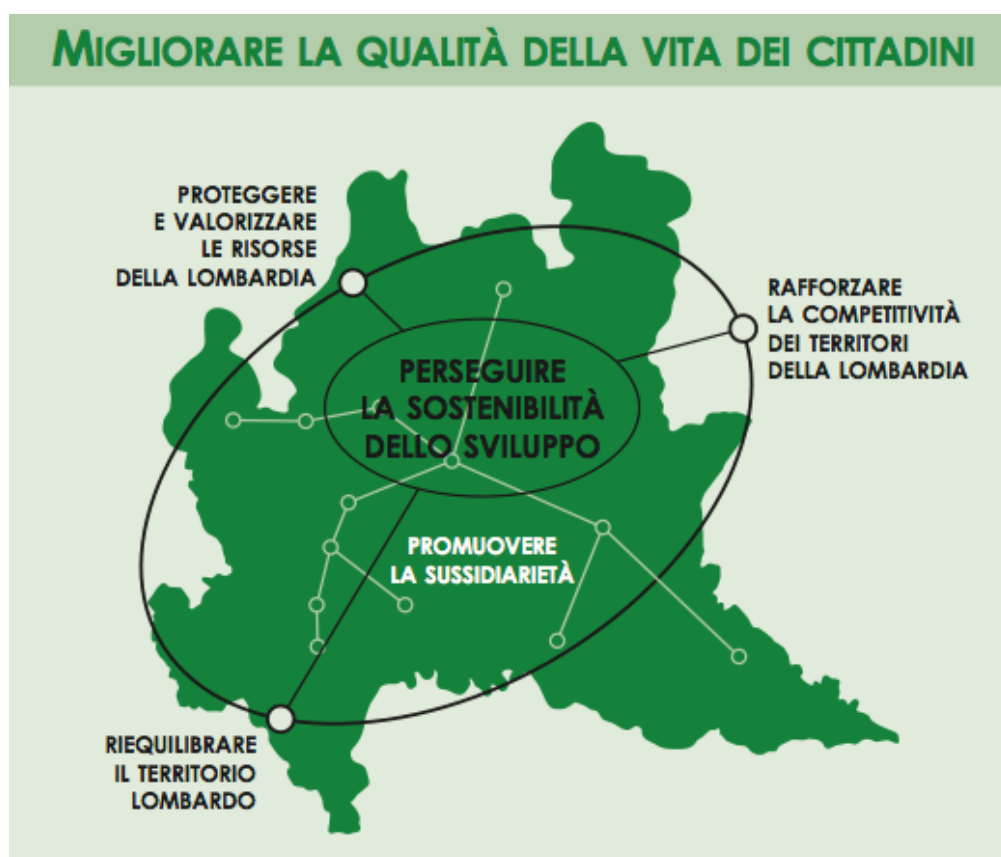 MIGLIORARE LA QUALITÀ DELLA VITA DEI CITTADINI
PROTEGGERE
E VALORIZZARE
LE RISORSE
DELLA LOMBARDIA
RAFFORZARE
LA COMPETITIVITÀ
DEI TERRITORI
DELLA LOMBARDIA
PERSEGUIRE
LA SOSTENIBILITÀ
DELLO SVILUPPO
PROMUOVERE
LA SUSSIDIARIETÀ
RIEQUILIBRARE
IL TERRITORIO
LOMBARDO